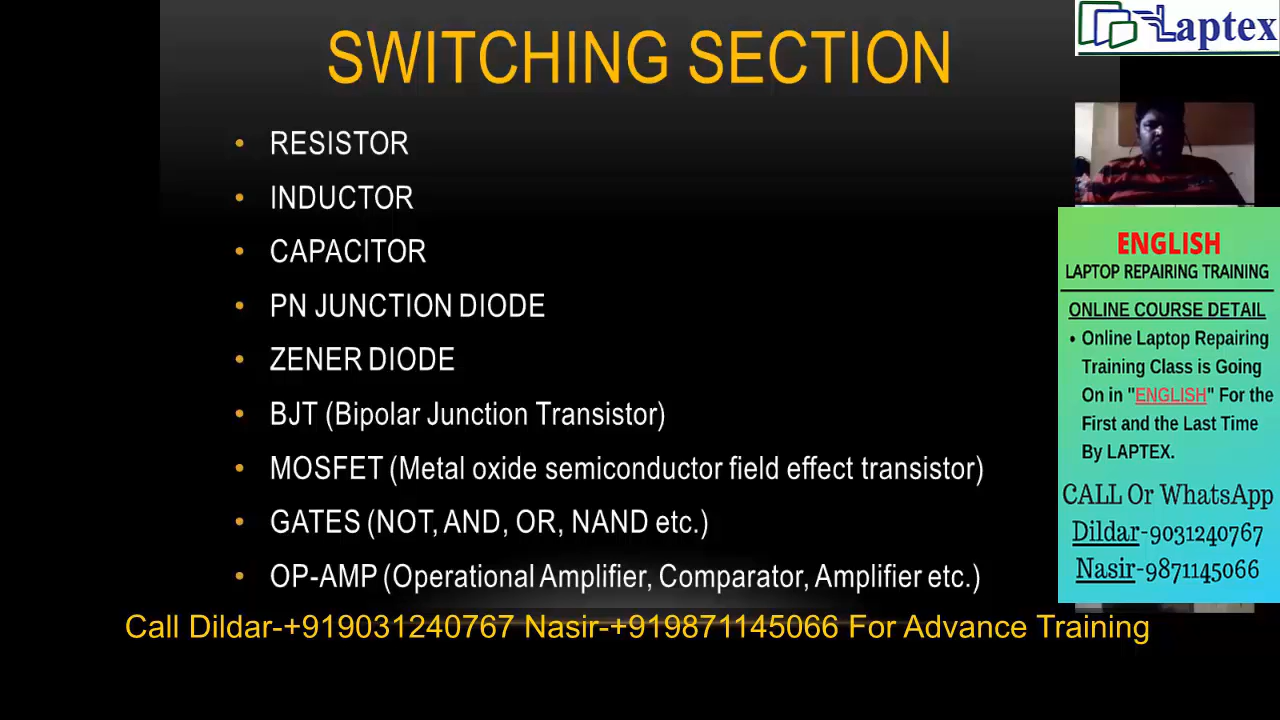 SWITCHING SECTION
Laptex
• RESISTOR
• INDUCTOR
• CAPACITOR
• PN JUNCTION DIODE
• ZENER DIODE
• BJT (Bipolar Junction Transistor)
• MOSFET (Metal oxide semiconductor field effect transistor)
• GATES (NOT, AND, OR, NAND etc.)
• OP-AMP (Operational Amplifier, Comparator, Amplifier etc.)
ENGLISH
LAPTOP REPAIRING TRAINING
ONLINE COURSE DETAIL
• Online Laptop Repairing
Training Class is Going
On in "ENGLISH" For the
First and the Last Time
By LAPTEX.
CALL Or WhatsApp
Dildar-9031240767
Nasir-9871145066
Call Dildar-+919031240767 Nasir-+919871145066 For Advance Training